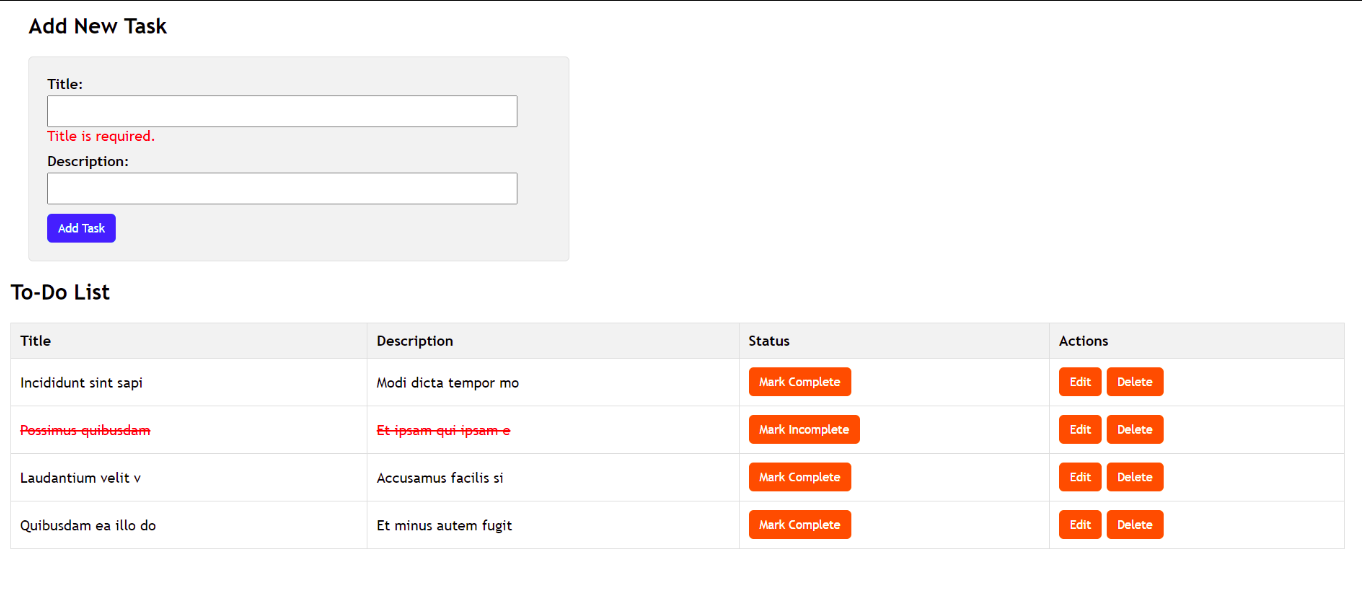 Add New Task
Title:
Title is required.
Description:
Add Task
To-Do List
Title Description Status Actions
Incididunt sint sapi Modi dicta tempor mo Mark Complete Edit Delete
Possimus quibusdam Et ipsam qui ipsam e Mark Incomplete Edit Delete
Laudantium velit v Accusamus facilis si Mark Complete Edit Delete
Quibusdam ea illo do Et minus autem fugit Mark Complete Edit Delete